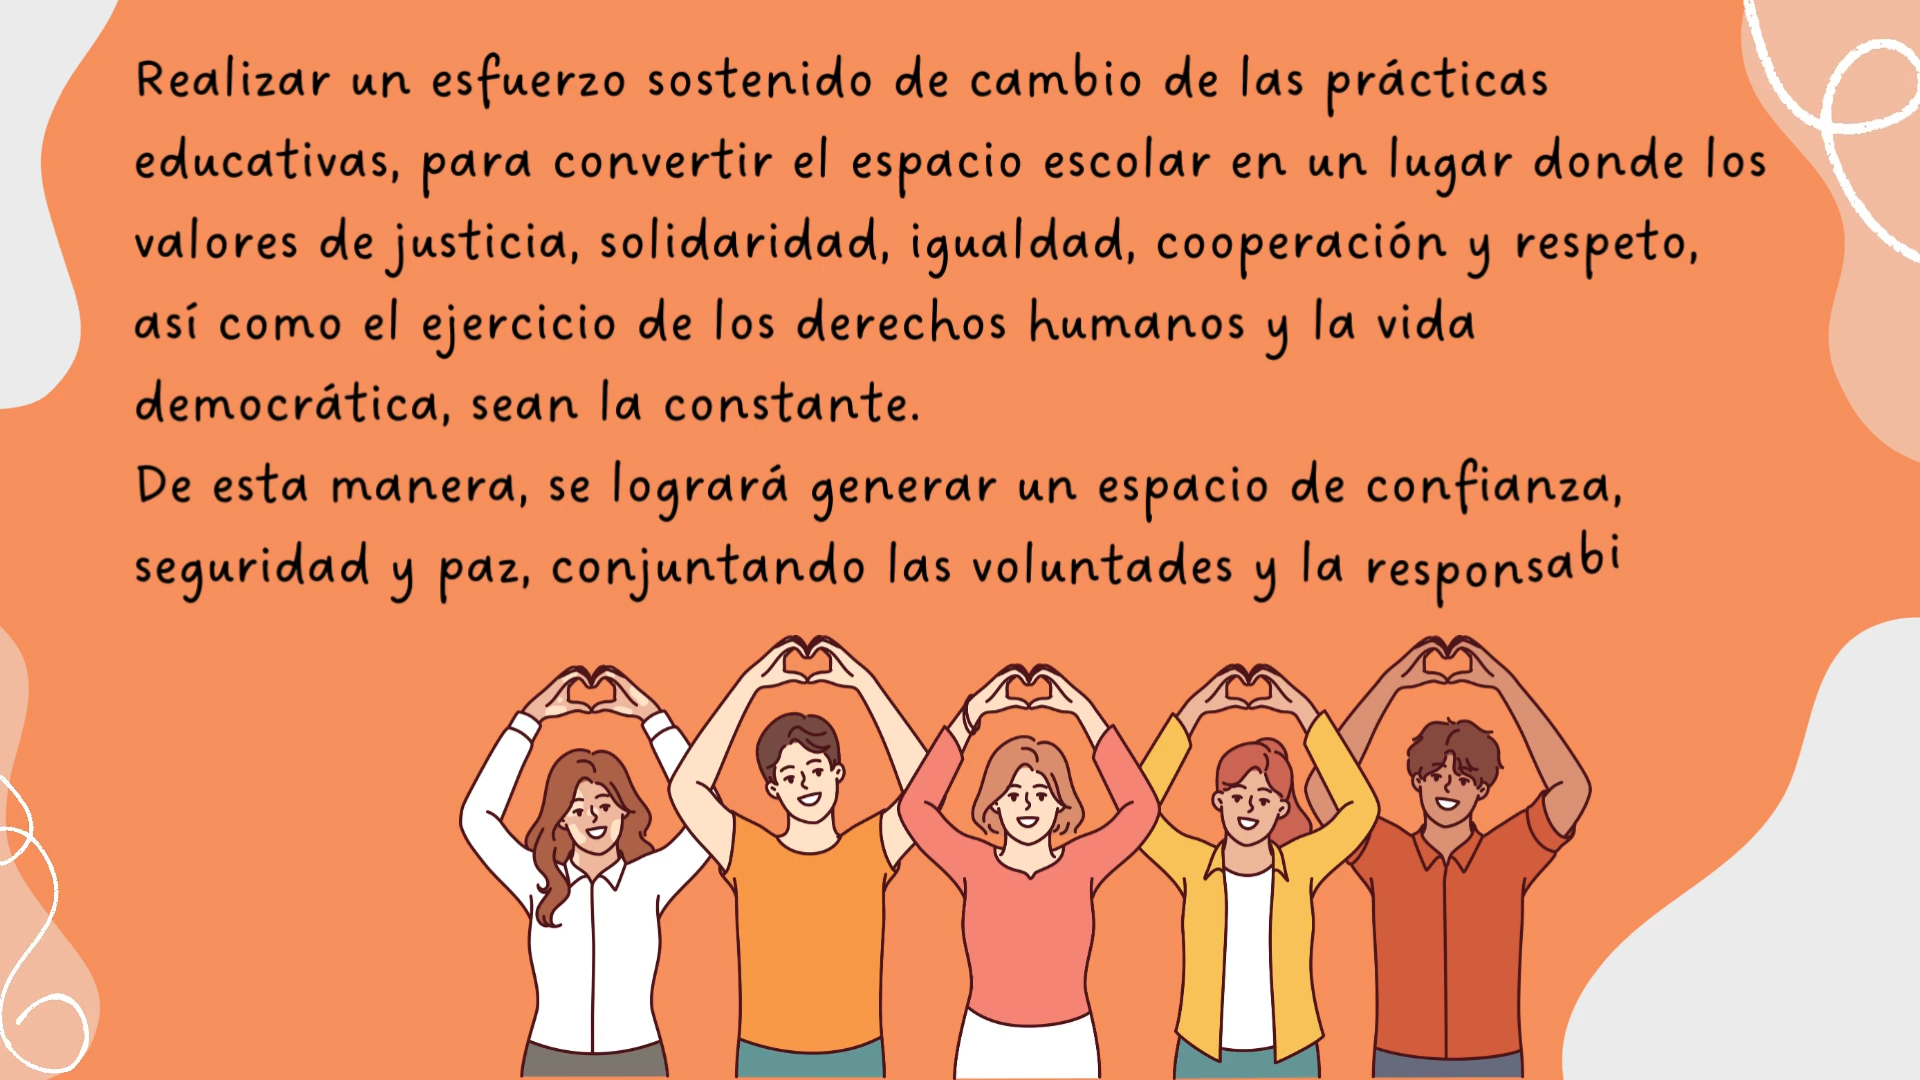 Realizar un esfuerzo sostenido de cambio de las prácticas
educativas, para convertir el espacio escolar en un lugar donde los
valores de justicia, solidaridad, igualdad, cooperación y respeto,
así como el ejercicio de los derechos humanos y la vida
democrática, sean la constante.
De esta manera, se logrará generar un espacio de confianza,
seguridad y paz, conjuntando las voluntades y la responsabi